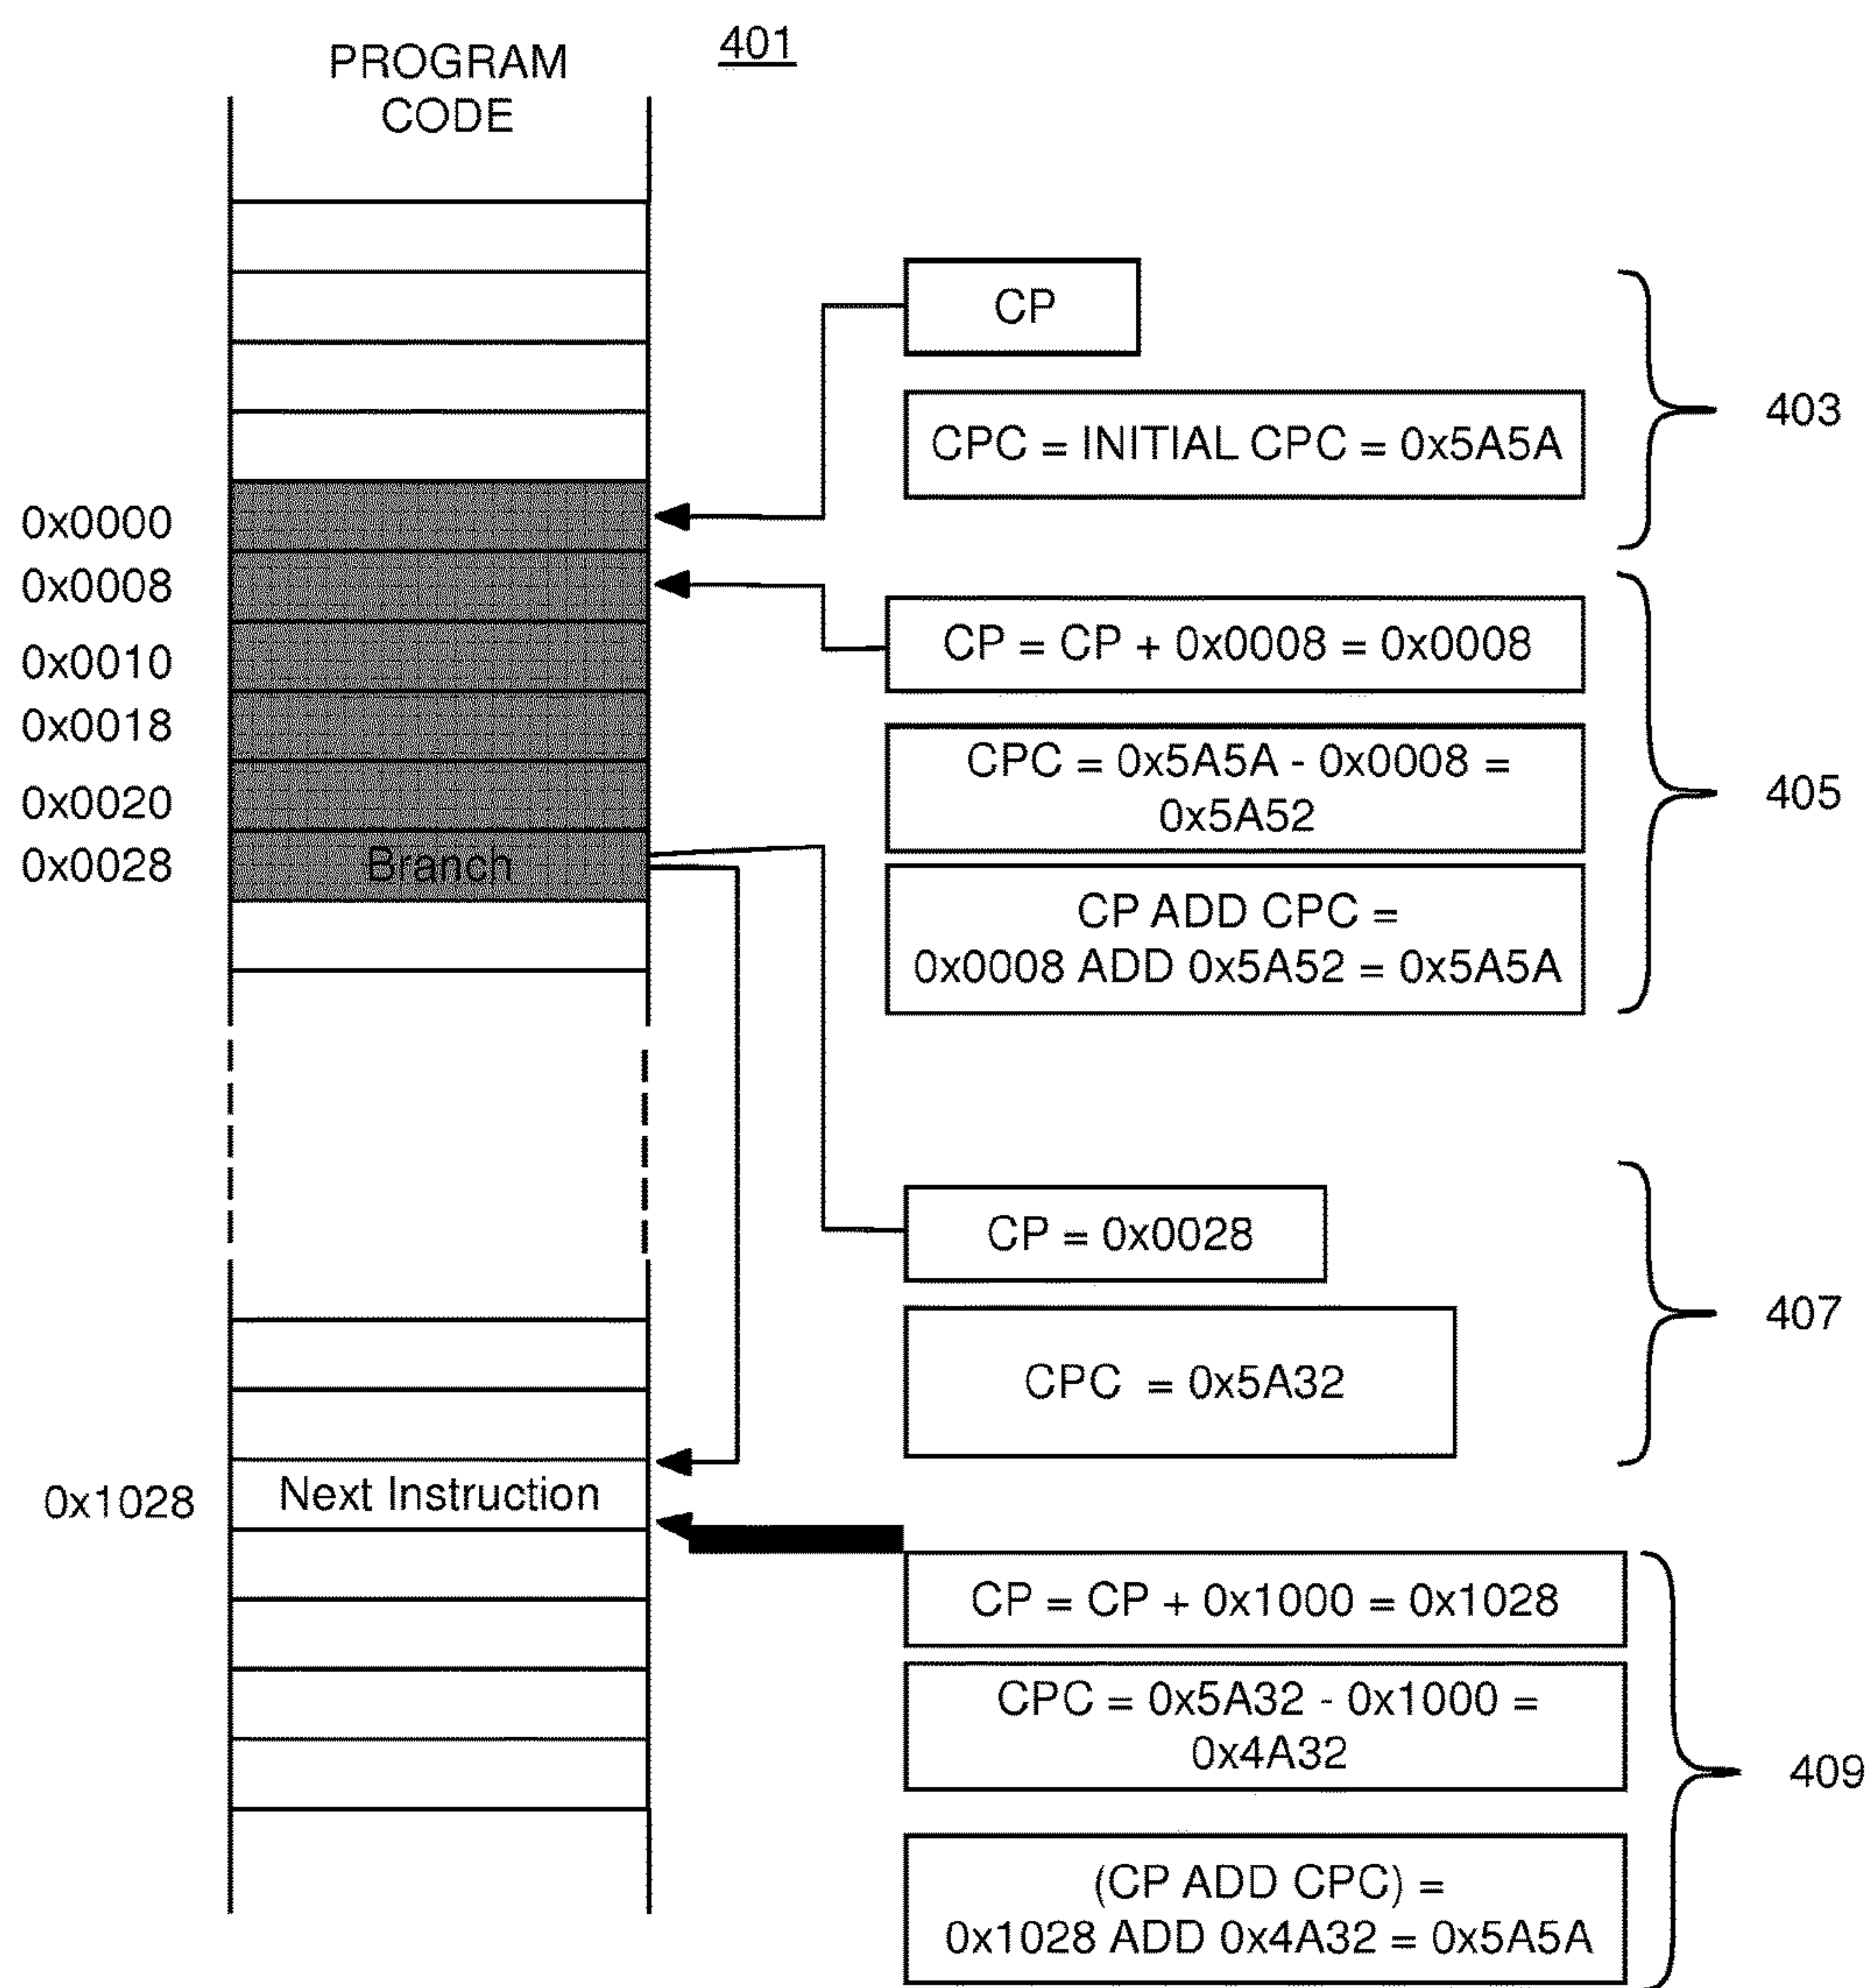 PROGRAM
CODE
401
CP
CPC = INITIAL CPC = 0x5A5A
403
0x0000
0x0008
0x0010
0x0018
0x0020
0x0028
Branch
CP = CP + 0x0008 = 0x0008
CPC = 0x5A5A - 0x0008 =
0x5A52
CP ADD CPC =
0x0008 ADD 0x5A52 = 0x5A5A
405
CP = 0x0028
CPC = 0x5A32
407
0x1028
Next Instruction
CP = CP + 0x1000 = 0x1028
CPC = 0x5A32 - 0x1000 =
0x4A32
(CP ADD CPC) =
0x1028 ADD 0x4A32 = 0x5A5A
409